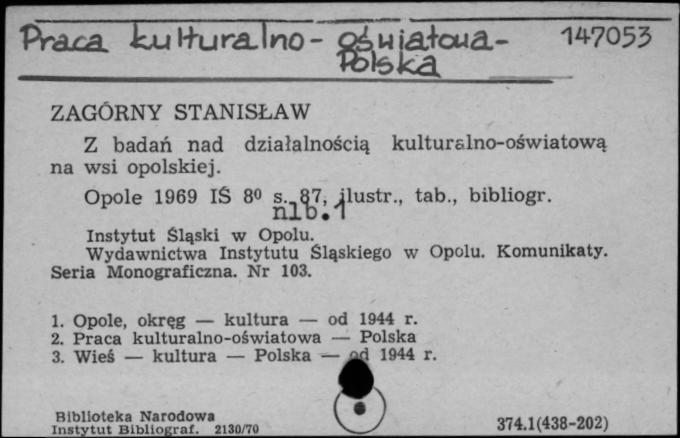 Praca kulturalno-oświatowa- 147053
Polska
ZAGÓRNY STANISŁAW
Z badań nad działalnością kulturalno-oświatową
na wsi opolskiej.
Opole 1969 IŚ 8⁰ s. 87, ilustr., tab., bibliogr.
nlb.1
Instytut Śląski w Opolu.
Wydawnictwa Instytutu Śląskiego w Opolu. Komunikaty.
Seria Monograficzna. Nr 103.
1. Opole, okręg — kultura — od 1944 r.
2. Praca kulturalno-oświatowa — Polska
3. Wieś — kultura — Polska — od 1944 r.
Biblioteka Narodowa
Instytut Bibliograf. 2130/70 374.1(438-202)